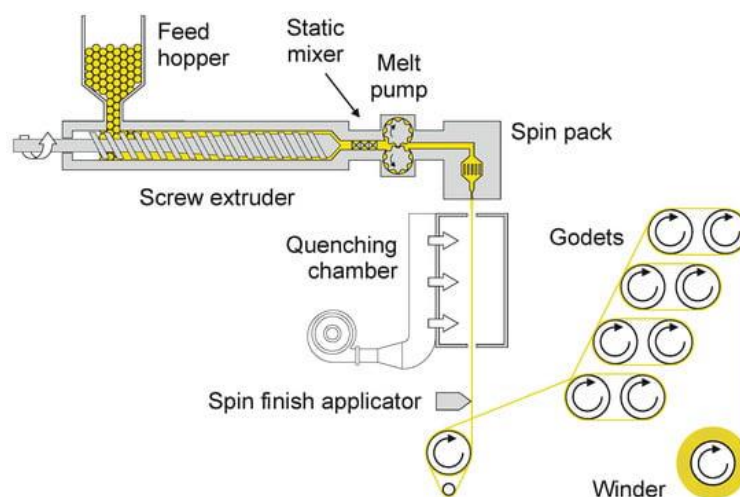 Feed
hopper
Static
mixer
Melt
pump
Spin pack
Screw extruder
Quenching
chamber
Godets
Spin finish applicator
Winder